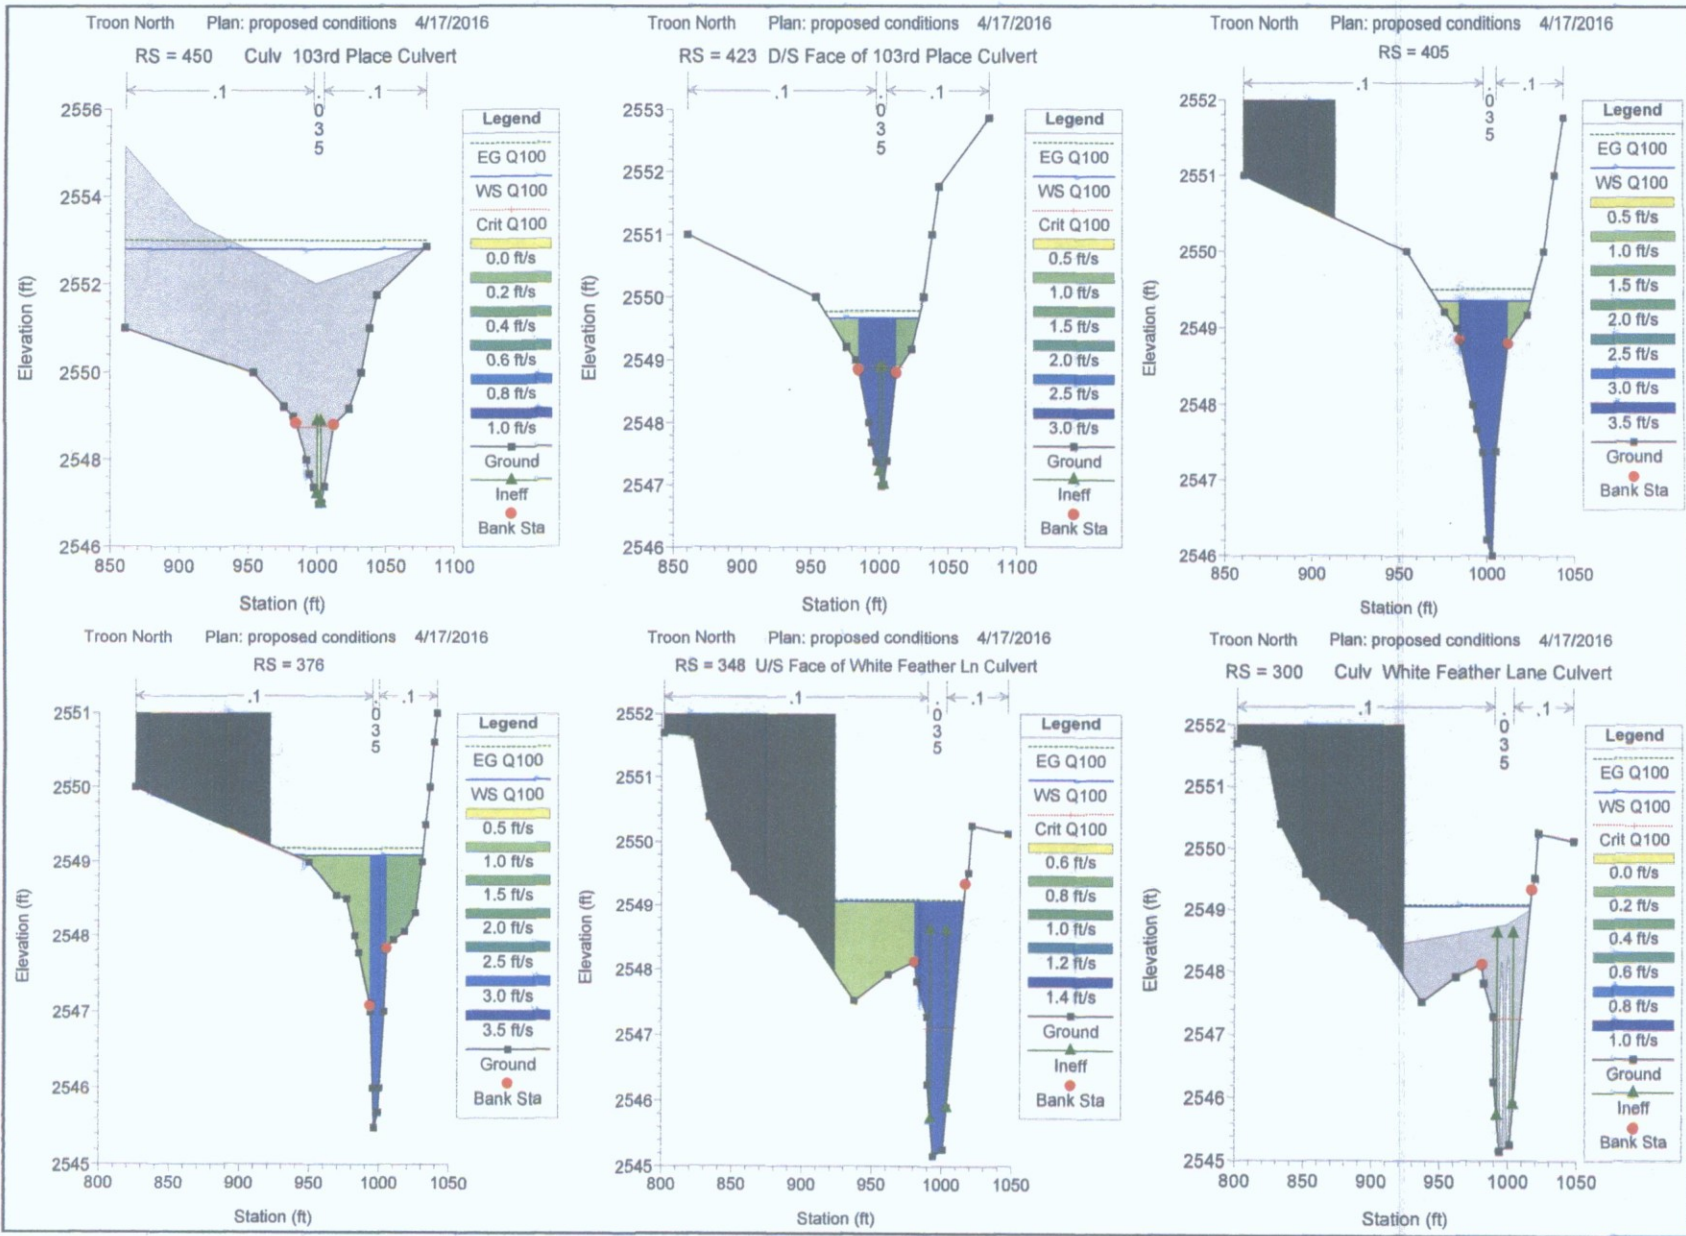 Troon North Plan: proposed conditions 4/17/2016
RS = 450 Culv 103rd Place Culvert
.1 .035 .1
2556
2554
2552
2550
2548
2546
Elevation (ft)
850 900 950 1000 1050 1100
Station (ft)
Legend
EG Q100
WS Q100
Crit Q100
0.0 ft/s
0.2 ft/s
0.4 ft/s
0.6 ft/s
0.8 ft/s
1.0 ft/s
Ground
Ineff
Bank Sta
Troon North Plan: proposed conditions 4/17/2016
RS = 423 D/S Face of 103rd Place Culvert
.1 .035 .1
2553
2552
2551
2550
2549
2548
2547
2546
Elevation (ft)
850 900 950 1000 1050 1100
Station (ft)
Legend
EG Q100
WS Q100
Crit Q100
0.5 ft/s
1.0 ft/s
1.5 ft/s
2.0 ft/s
2.5 ft/s
3.0 ft/s
Ground
Ineff
Bank Sta
Troon North Plan: proposed conditions 4/17/2016
RS = 405
.1 .035 .1
2552
2551
2550
2549
2548
2547
2546
Elevation (ft)
850 900 950 1000 1050
Station (ft)
Legend
EG Q100
WS Q100
0.5 ft/s
1.0 ft/s
1.5 ft/s
2.0 ft/s
2.5 ft/s
3.0 ft/s
3.5 ft/s
Ground
Bank Sta
Troon North Plan: proposed conditions 4/17/2016
RS = 376
.1 .035 .1
2551
2550
2549
2548
2547
2546
2545
Elevation (ft)
800 850 900 950 1000 1050
Station (ft)
Legend
EG Q100
WS Q100
0.5 ft/s
1.0 ft/s
1.5 ft/s
2.0 ft/s
2.5 ft/s
3.0 ft/s
3.5 ft/s
Ground
Bank Sta
Troon North Plan: proposed conditions 4/17/2016
RS = 348 U/S Face of White Feather Ln Culvert
.1 .035 .1
2552
2551
2550
2549
2548
2547
2546
2545
Elevation (ft)
800 850 900 950 1000 1050
Station (ft)
Legend
EG Q100
WS Q100
Crit Q100
0.6 ft/s
0.8 ft/s
1.0 ft/s
1.2 ft/s
1.4 ft/s
Ground
Ineff
Bank Sta
Troon North Plan: proposed conditions 4/17/2016
RS = 300 Culv White Feather Lane Culvert
.1 .035 .1
2552
2551
2550
2549
2548
2547
2546
2545
Elevation (ft)
800 850 900 950 1000 1050
Station (ft)
Legend
EG Q100
WS Q100
Crit Q100
0.0 ft/s
0.2 ft/s
0.4 ft/s
0.6 ft/s
0.8 ft/s
1.0 ft/s
Ground
Ineff
Bank Sta